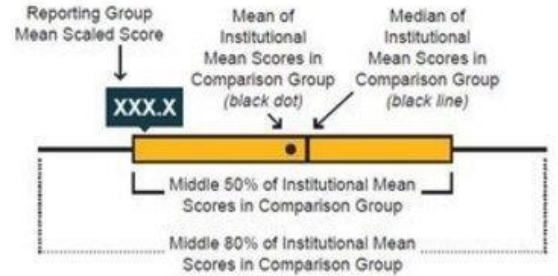 Reporting Group
Mean Scaled Score
Mean of
Institutional
Mean Scores in
Comparison Group
(black dot)
Median of
Institutional
Mean Scores in
Comparison Group
(black line)
XXX.X
Middle 50% of Institutional Mean
Scores in Comparison Group
Middle 80% of Institutional Mean
Scores in Comparison Group